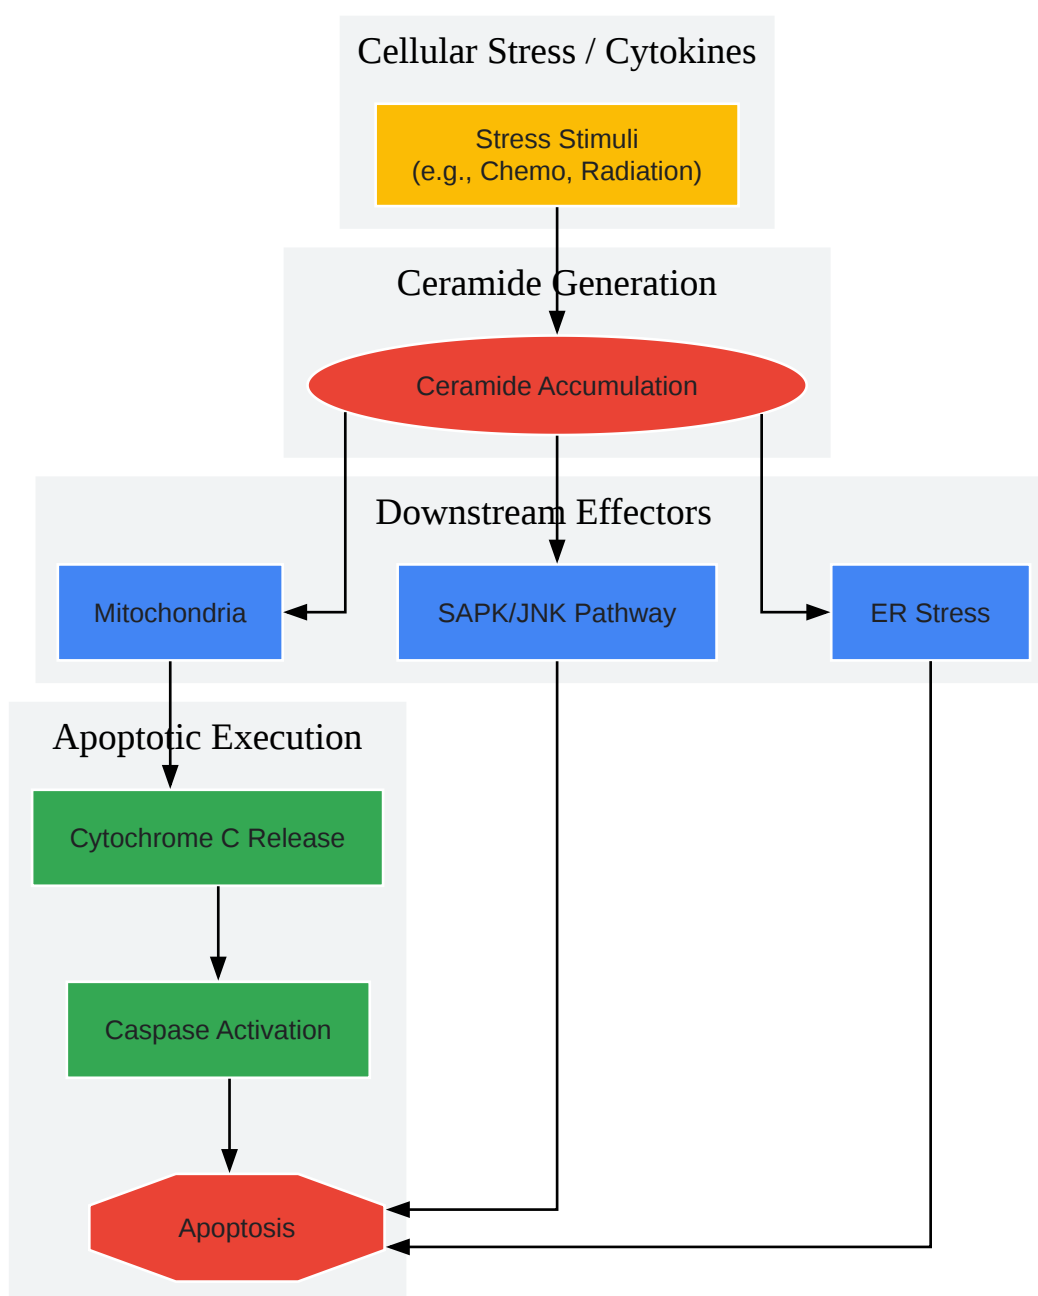 Cellular Stress / Cytokines
Stress Stimuli
(e.g., Chemo, Radiation)
Ceramide Generation
Ceramide Accumulation
Downstream Effectors
Mitochondria
SAPK/JNK Pathway
ER Stress
Apoptotic Execution
Cytochrome C Release
Caspase Activation
Apoptosis